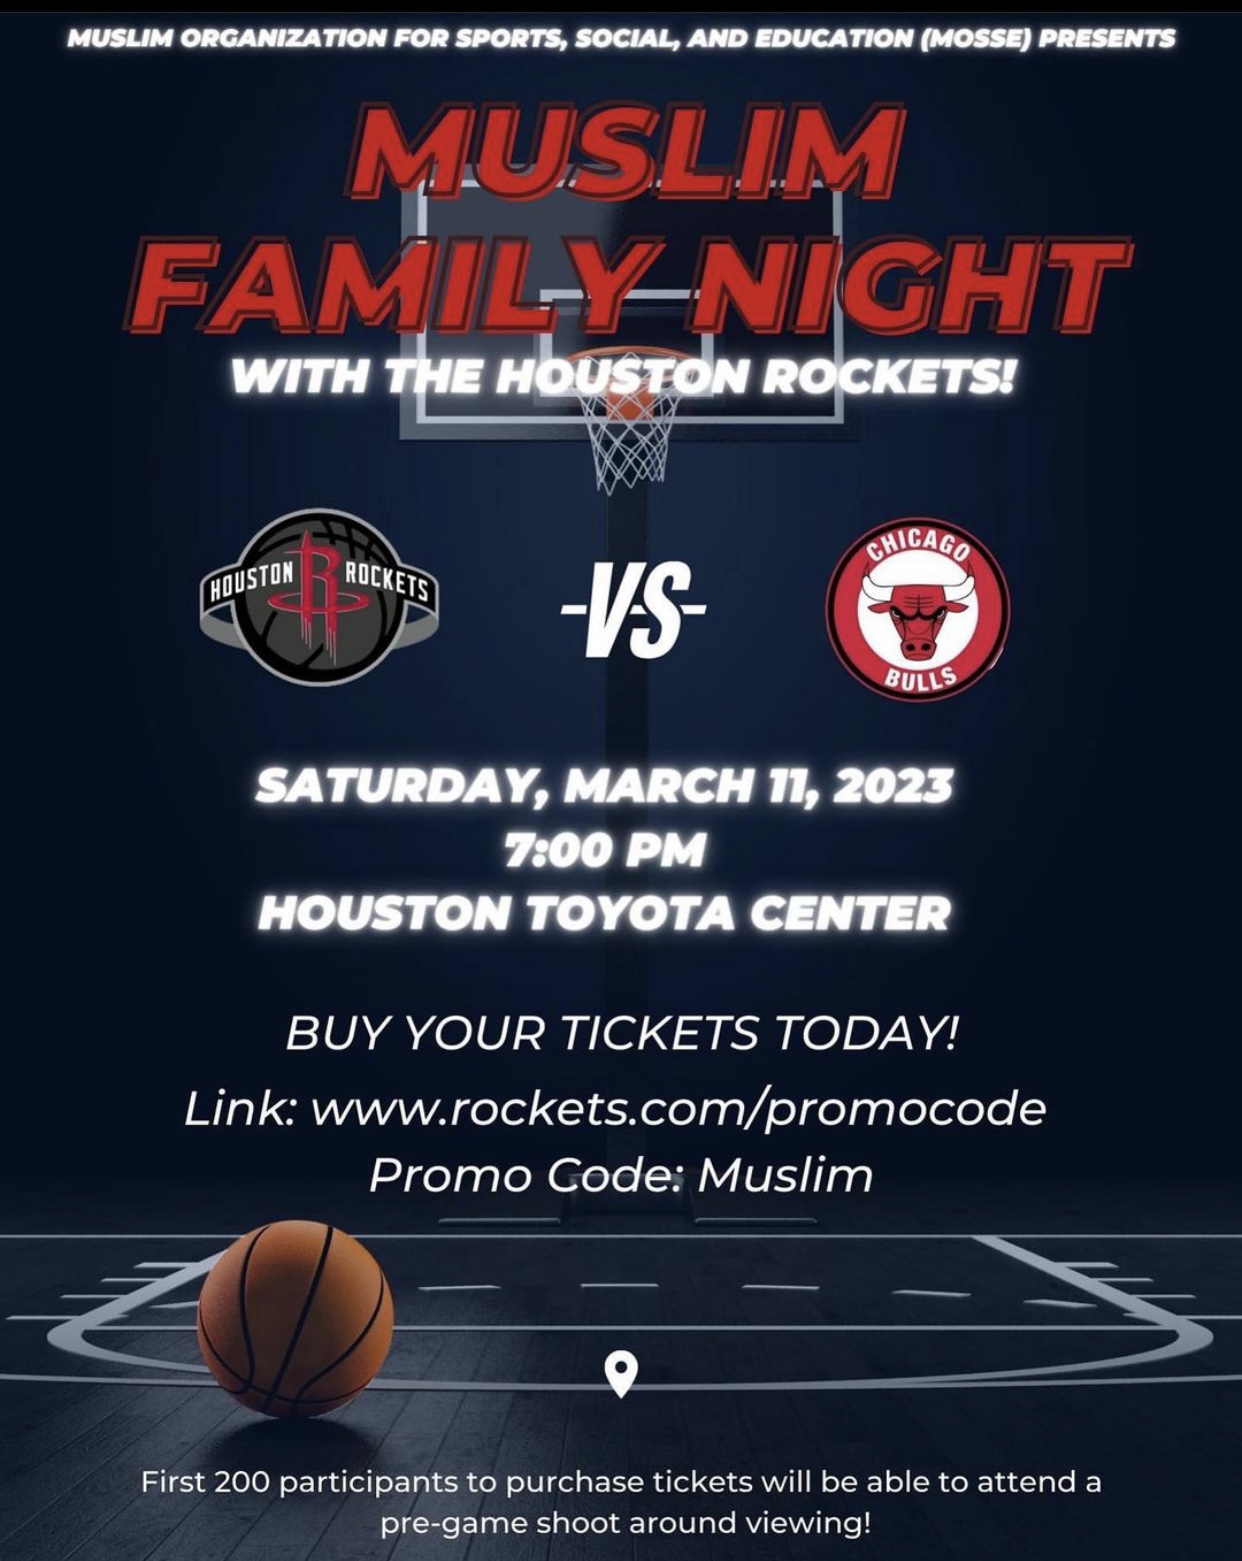 MUSLIM ORGANIZATION FOR SPORTS, SOCIAL, AND EDUCATION (MOSSE) PRESENTS
MUSLIM
FAMILY NIGHT
WITH THE HOUSTON ROCKETS!
HOUSTON R ROCKETS
-VS-
CHICAGO
BULLS
SATURDAY, MARCH 11, 2023
7:00 PM
HOUSTON TOYOTA CENTER
BUY YOUR TICKETS TODAY!
Link: www.rockets.com/promocode
Promo Code: Muslim
First 200 participants to purchase tickets will be able to attend a
pre-game shoot around viewing!